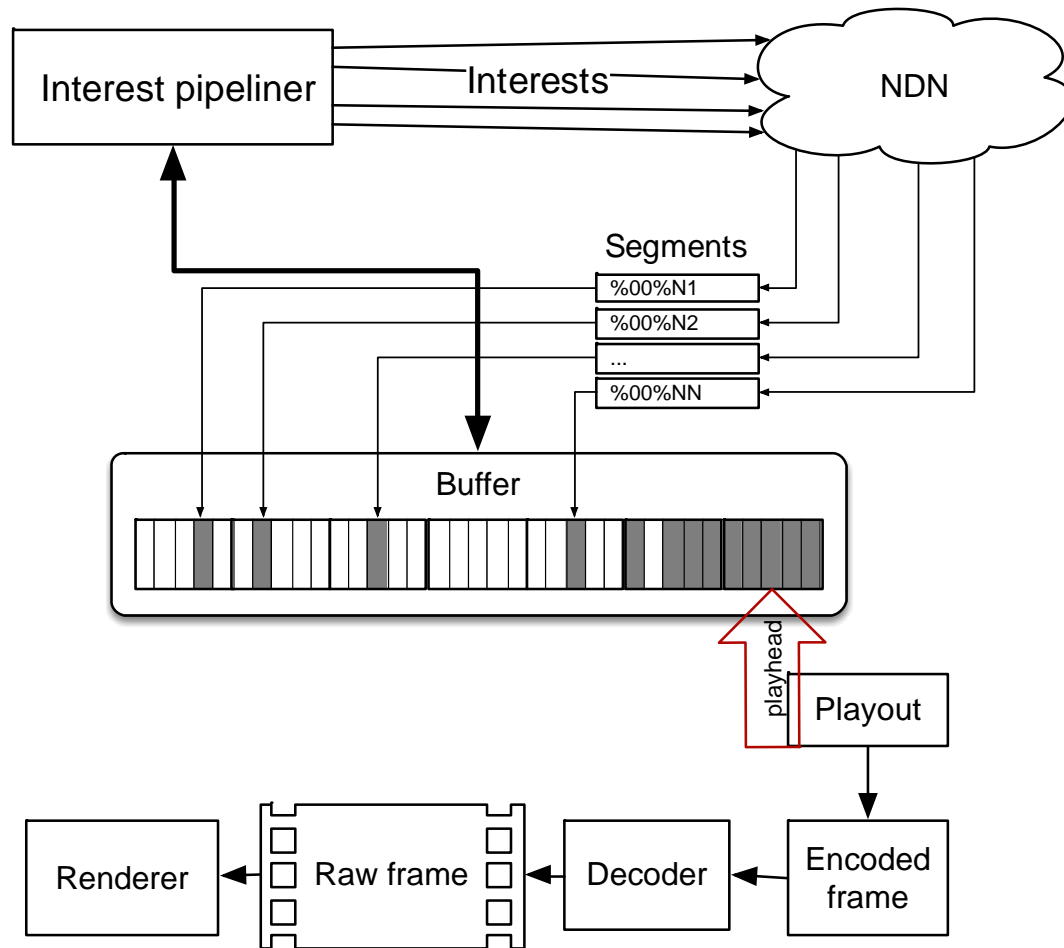 Interest pipeliner
Interests
NDN
Segments
%00%N1
%00%N2
...
%00%NN
Buffer
playhead
Playout
Renderer
Raw frame
Decoder
Encoded
frame